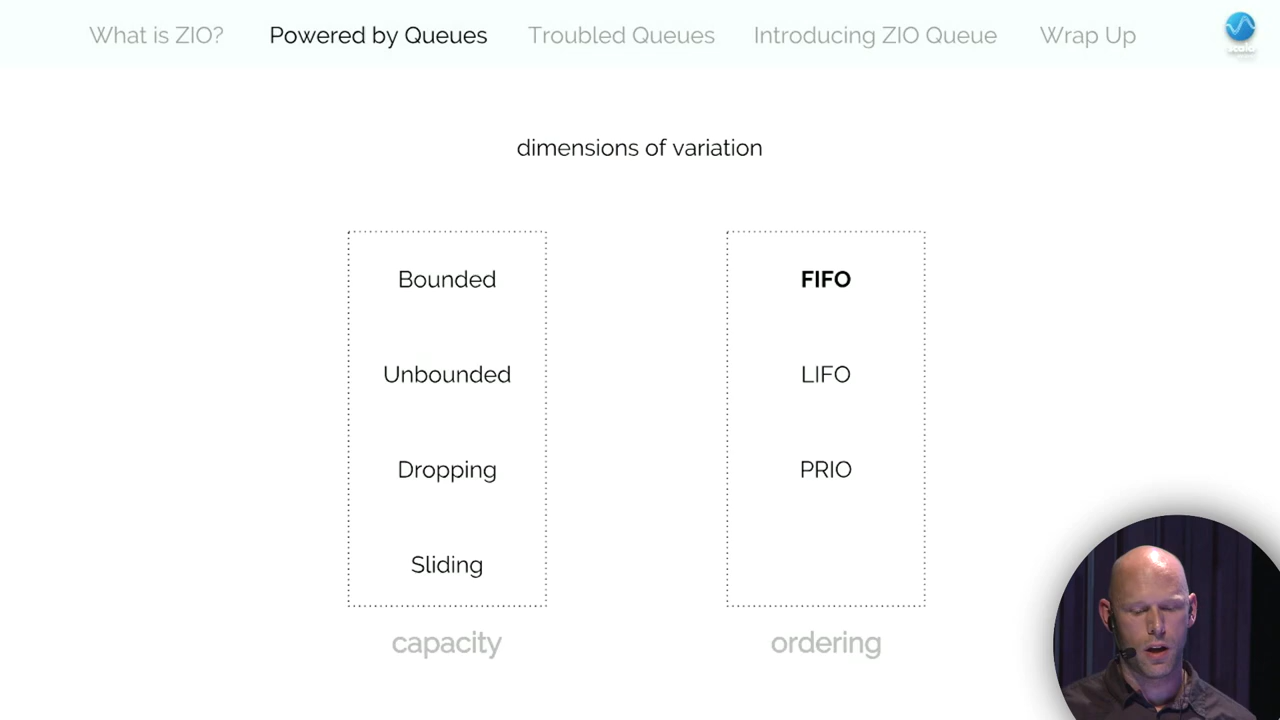 What is ZIO? Powered by Queues Troubled Queues Introducing ZIO Queue Wrap Up
scala
dimensions of variation
Bounded
Unbounded
Dropping
Sliding
capacity
FIFO
LIFO
PRIO
ordering